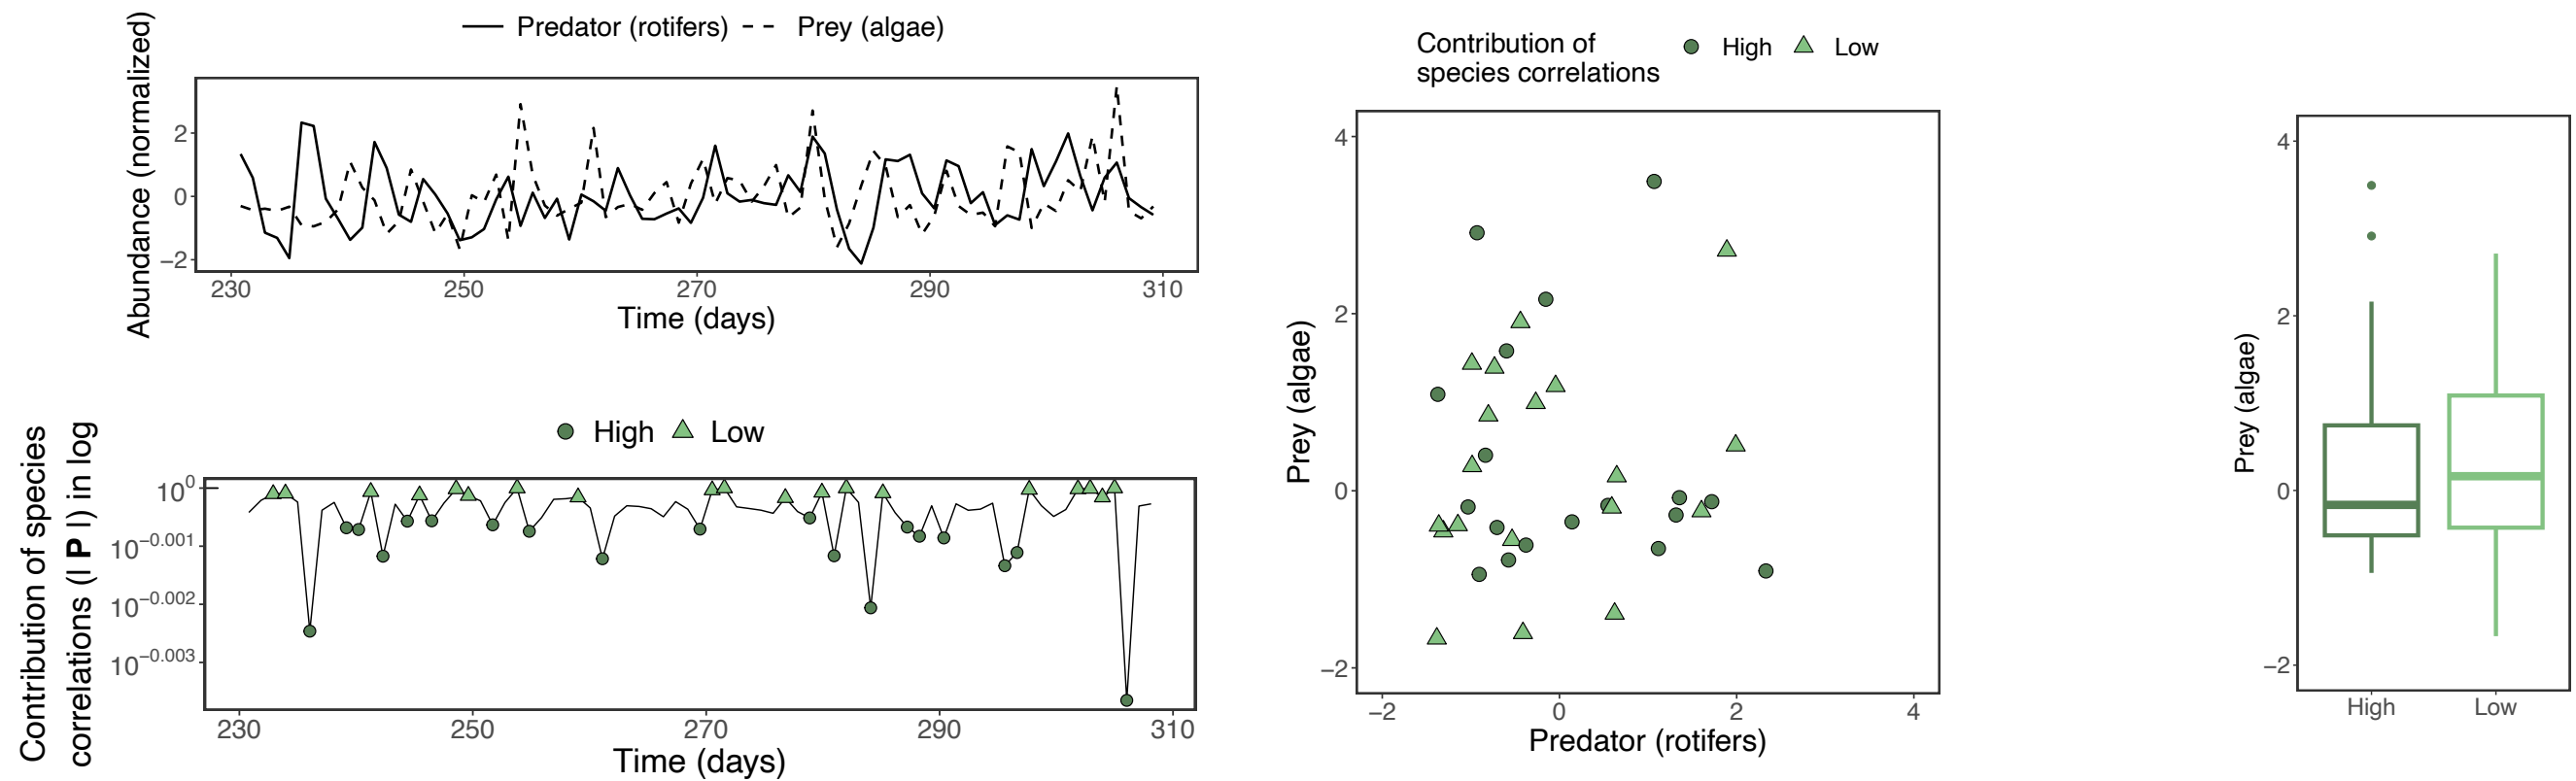 Predator (rotifers) Prey (algae)
Abundance (normalized)
2
0
−2
230 250 270 290 310
Time (days)
High Low
Contribution of species
correlations (| P |) in log
10^0
10^−0.001
10^−0.002
10^−0.003
230 250 270 290 310
Time (days)
Contribution of
species correlations
High Low
Prey (algae)
4
2
0
−2
−2 0 2 4
Predator (rotifers)
Prey (algae)
4
2
0
−2
High Low